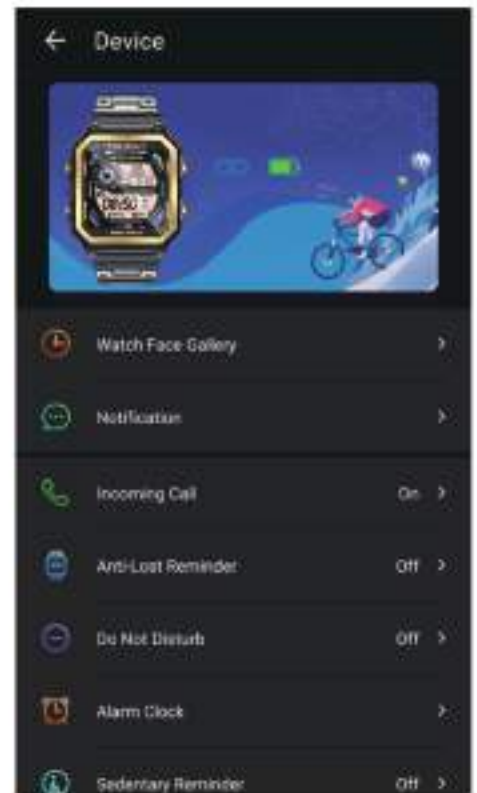 Device
Watch Face Gallery
Notification
Incoming Call On
Anti-Lost Reminder Off
Do Not Disturb Off
Alarm Clock
Sedentary Reminder Off